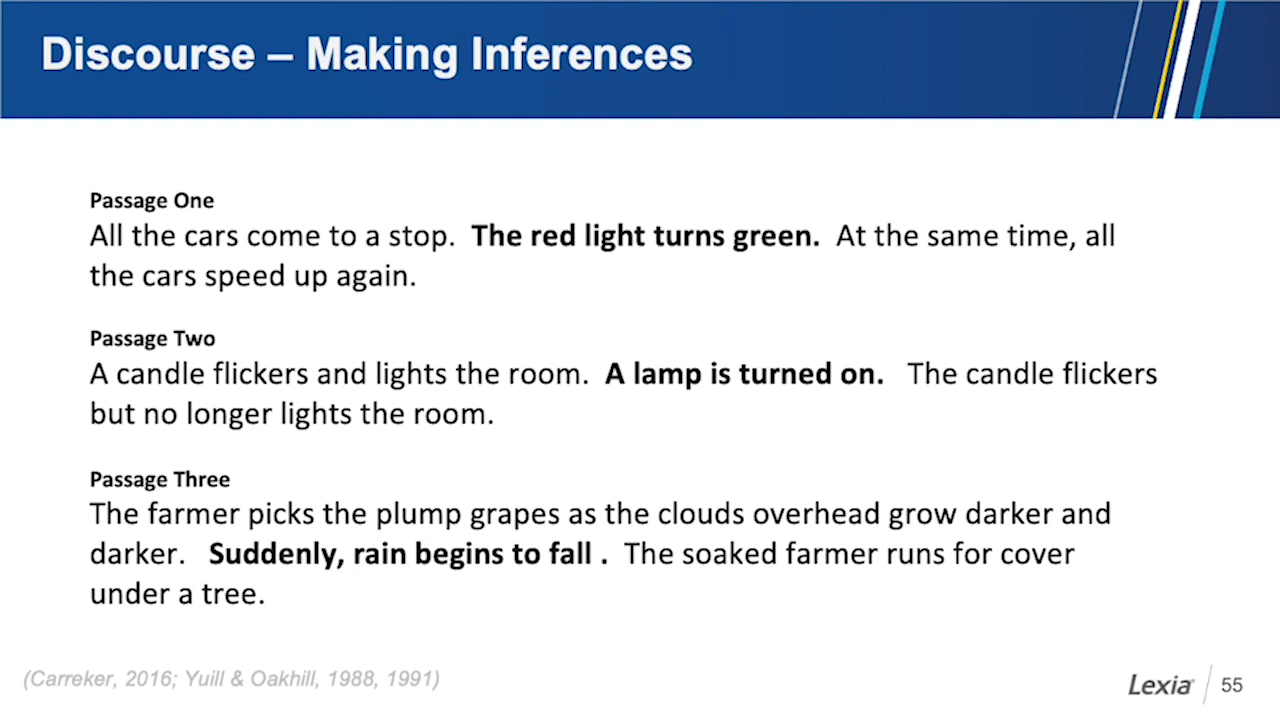 Discourse – Making Inferences
Passage One
All the cars come to a stop.  The red light turns green.  At the same time, all
the cars speed up again.
Passage Two
A candle flickers and lights the room.  A lamp is turned on.   The candle flickers
but no longer lights the room.
Passage Three
The farmer picks the plump grapes as the clouds overhead grow darker and
darker.   Suddenly, rain begins to fall .  The soaked farmer runs for cover
under a tree.
(Carreker, 2016; Yuill & Oakhill, 1988, 1991)
Lexia 55